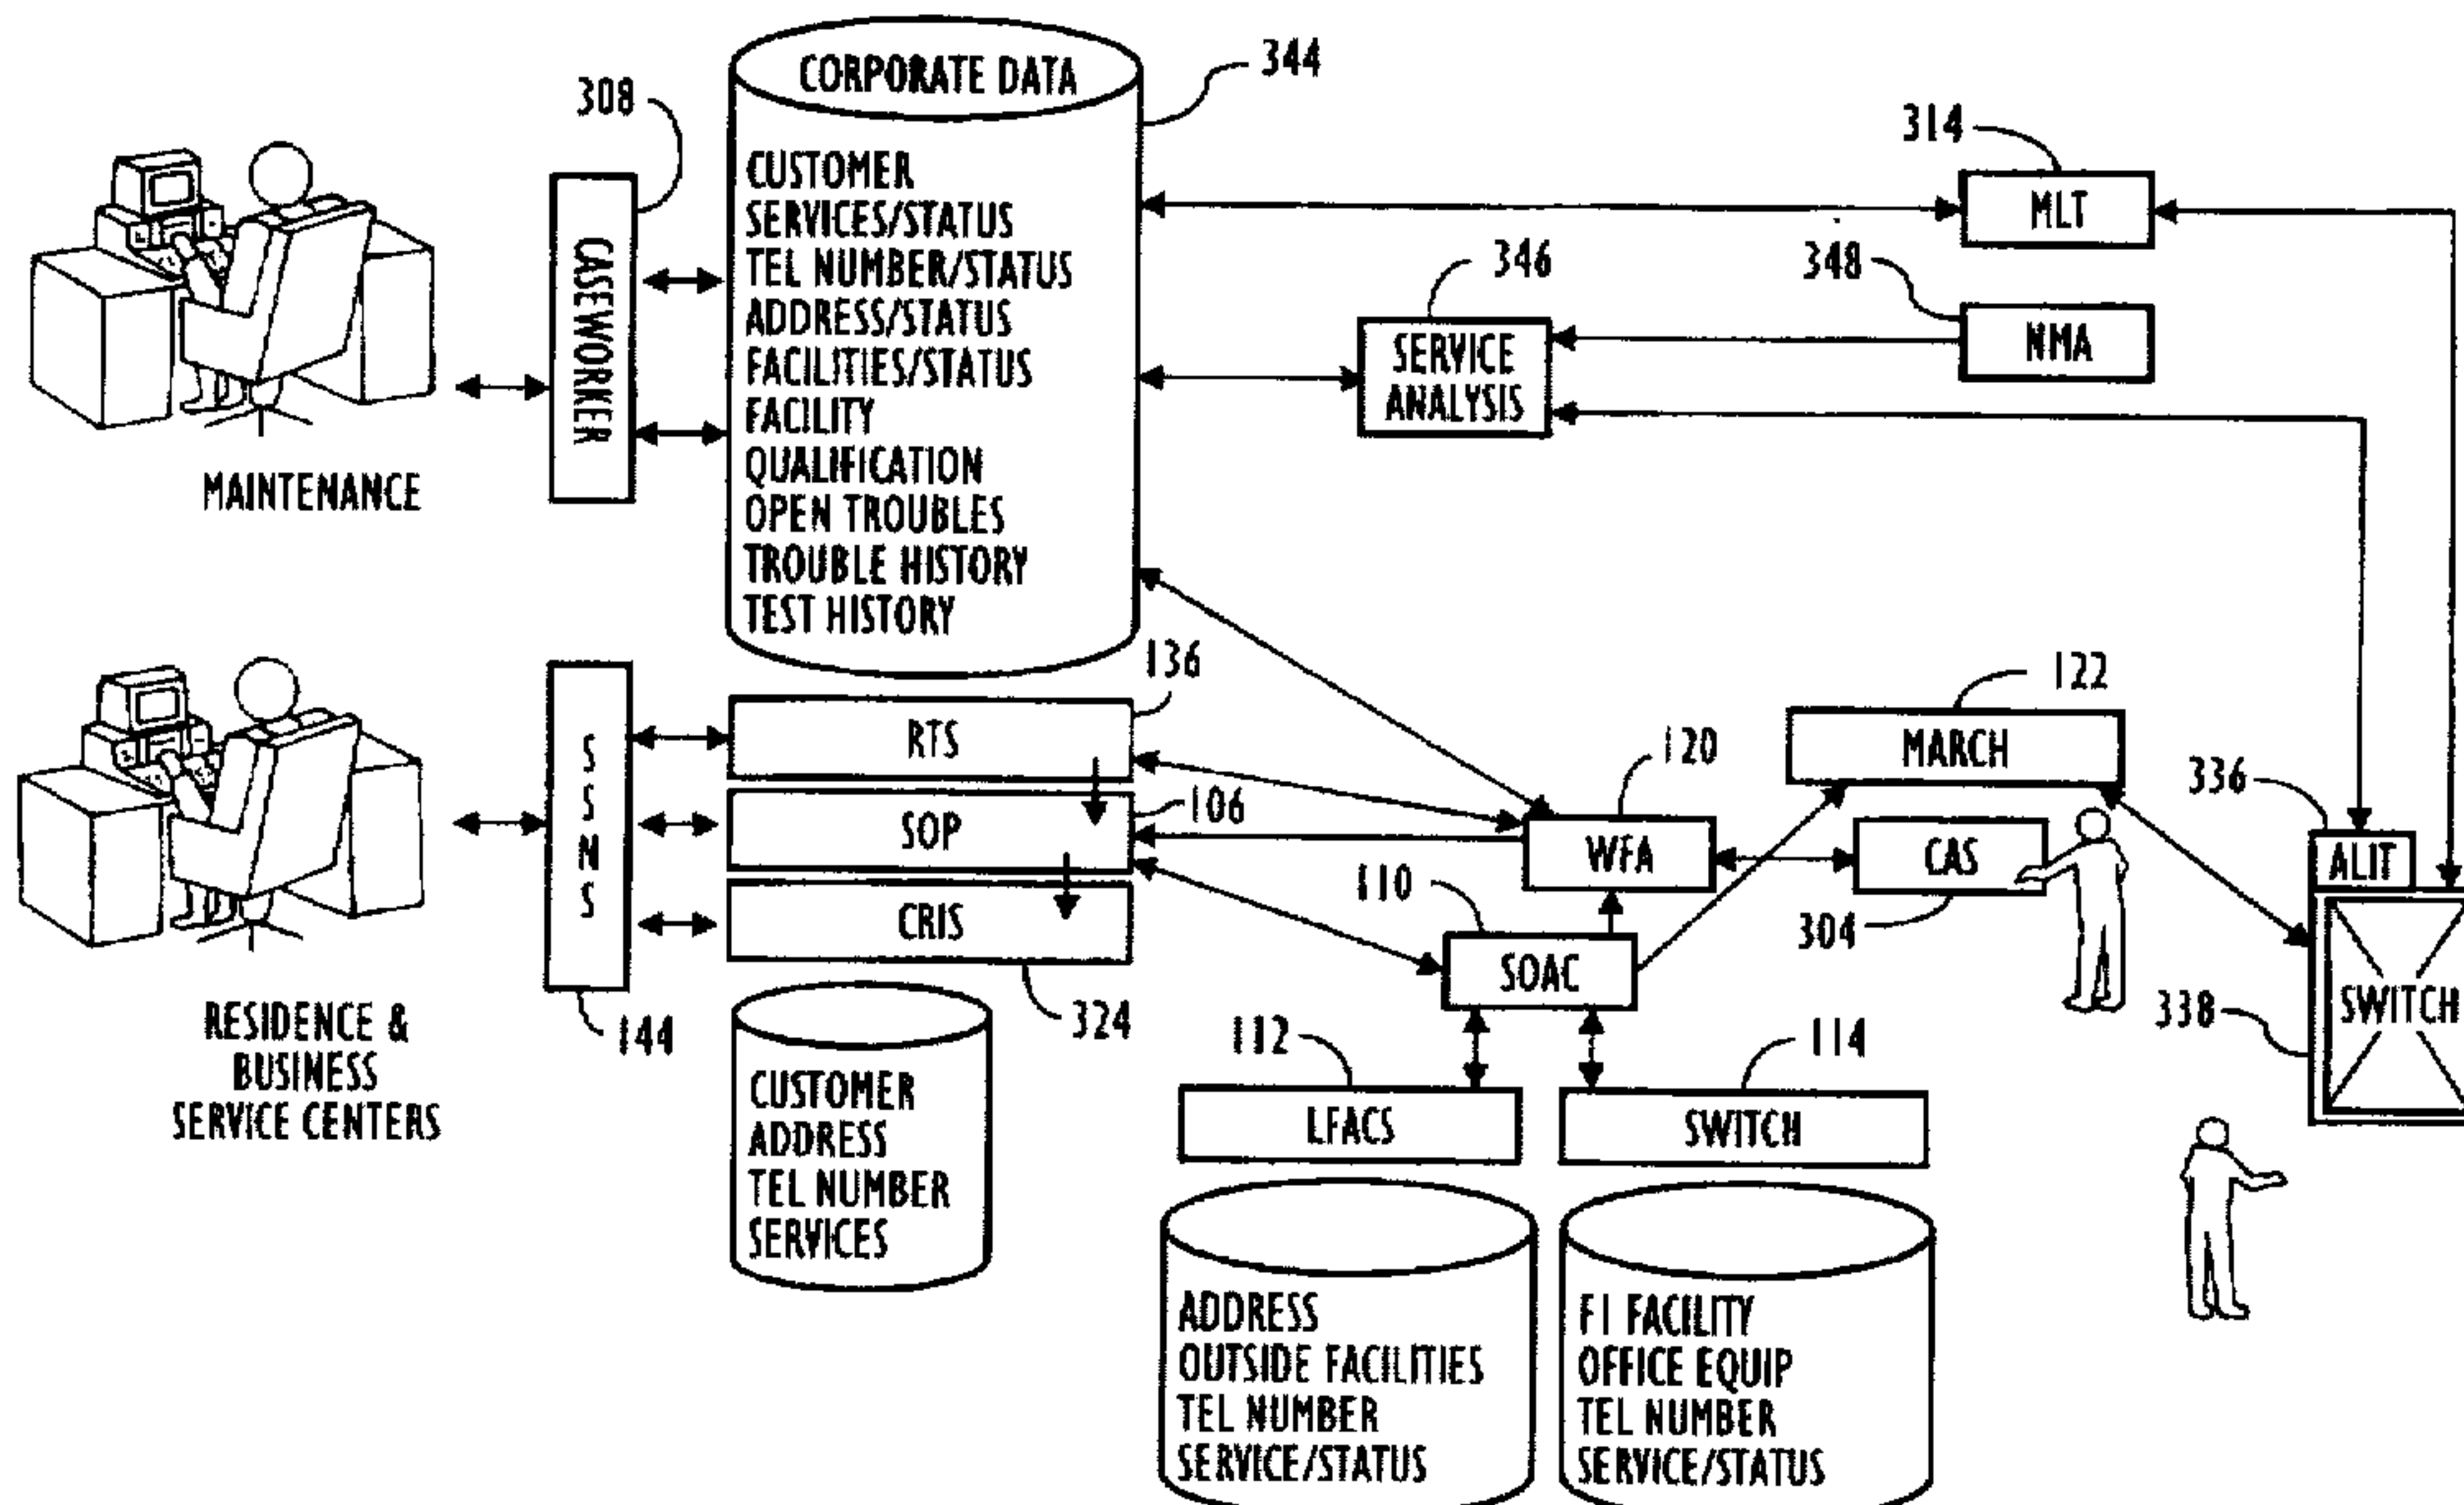 CORPORATE DATA
344
308
CUSTOMER
SERVICES/STATUS
TEL NUMBER/STATUS
ADDRESS/STATUS
FACILITIES/STATUS
FACILITY
QUALIFICATION
OPEN TROUBLES
TROUBLE HISTORY
TEST HISTORY
CASEWORKER
MAINTENANCE
314
MLT
346
348
SERVICE
ANALYSIS
NMA
136
RTS
106
SOP
CRIS
324
SSNS
144
RESIDENCE &
BUSINESS
SERVICE CENTERS
CUSTOMER
ADDRESS
TEL NUMBER
SERVICES
120
WFA
122
MARCH
CAS
304
110
SOAC
336
ALIT
338
SWITCH
112
LFACS
114
SWITCH
ADDRESS
OUTSIDE FACILITIES
TEL NUMBER
SERVICE/STATUS
F1 FACILITY
OFFICE EQUIP
TEL NUMBER
SERVICE/STATUS